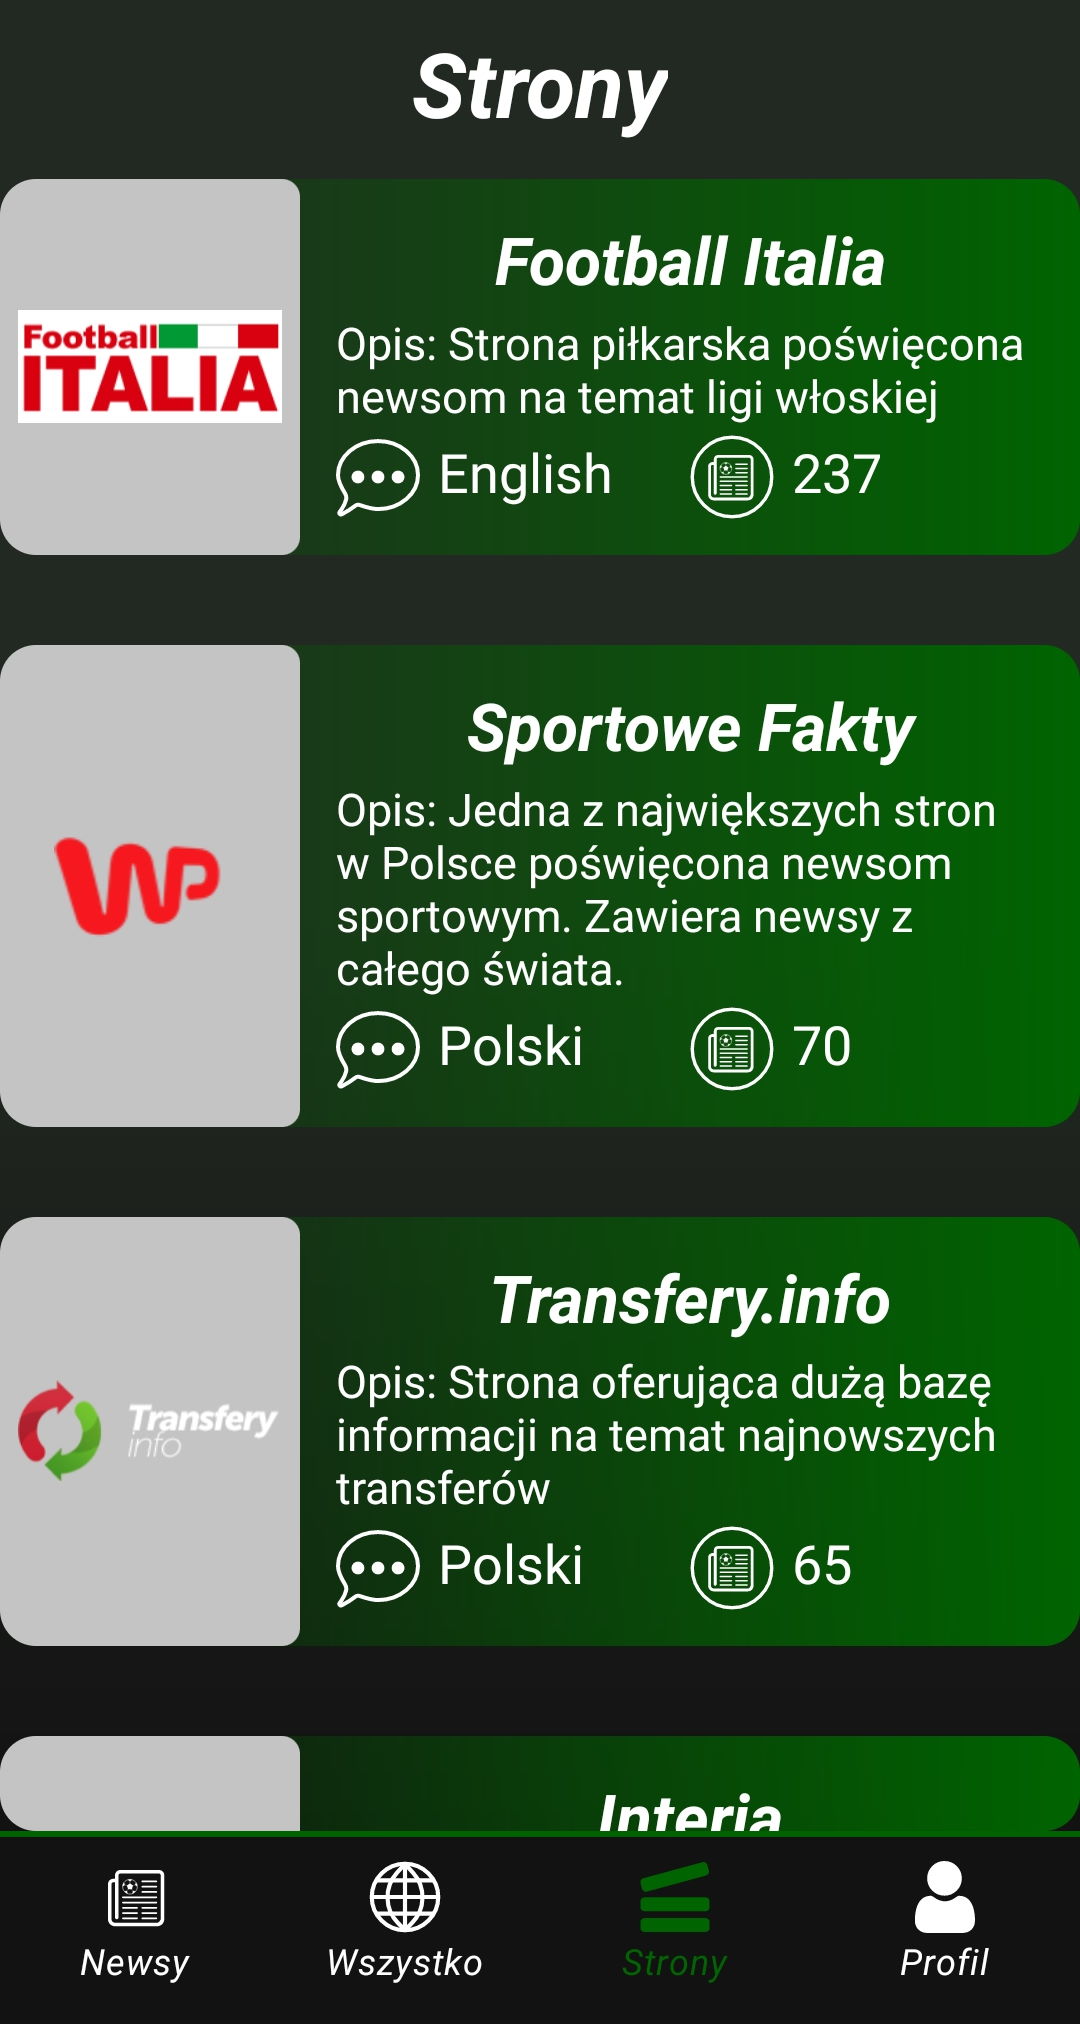 Strony
Football Italia
Football
ITALIA
Opis: Strona piłkarska poświęcona
newsom na temat ligi włoskiej
English 237
Sportowe Fakty
WP
Opis: Jedna z największych stron
w Polsce poświęcona newsom
sportowym. Zawiera newsy z
całego świata.
Polski 70
Transfery.info
Transfery
info
Opis: Strona oferująca dużą bazę
informacji na temat najnowszych
transferów
Polski 65
Interia
Newsy Wszystko Strony Profil